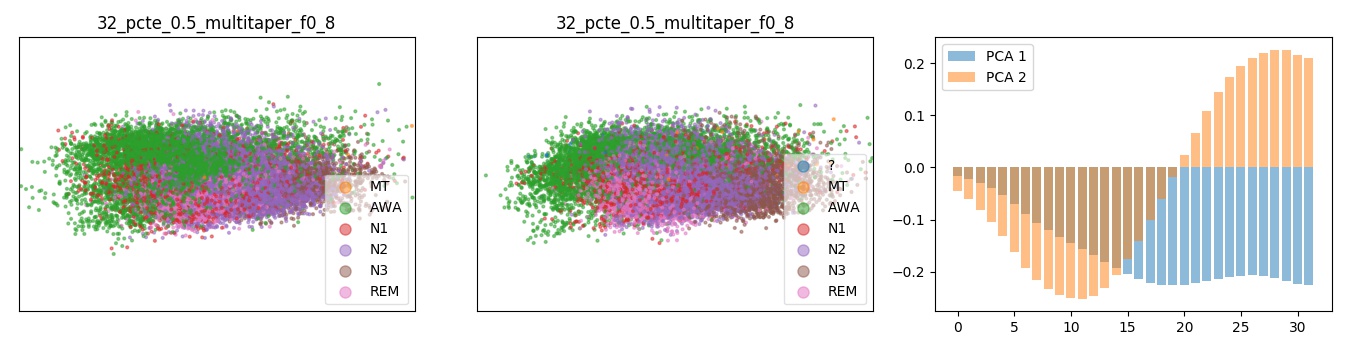 32_pcte_0.5_multitaper_f0_8
MT
AWA
N1
N2
N3
REM
32_pcte_0.5_multitaper_f0_8
?
MT
AWA
N1
N2
N3
REM
PCA 1
PCA 2
0.2
0.1
0.0
−0.1
−0.2
0 5 10 15 20 25 30